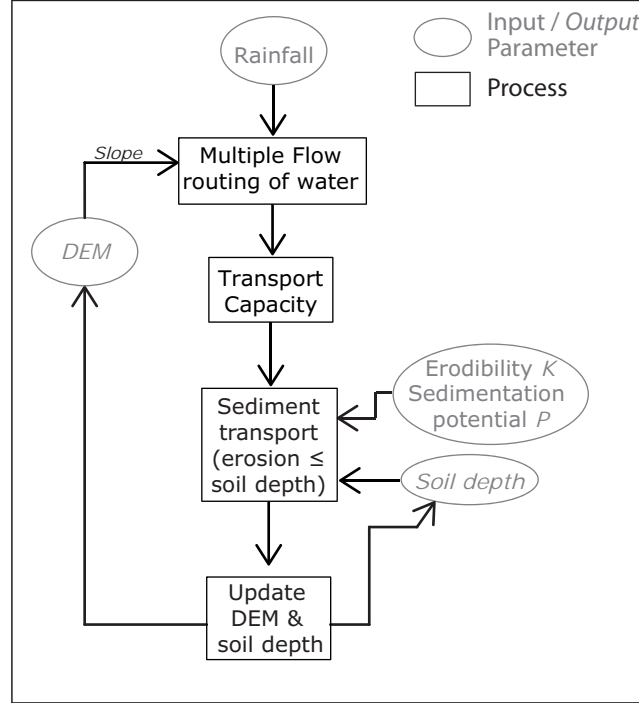 Input / Output
Parameter
Process
Rainfall
Slope
Multiple Flow
routing of water
DEM
Transport
Capacity
Erodibility K
Sedimentation
potential P
Sediment
transport
(erosion ≤
soil depth)
Soil depth
Update
DEM &
soil depth